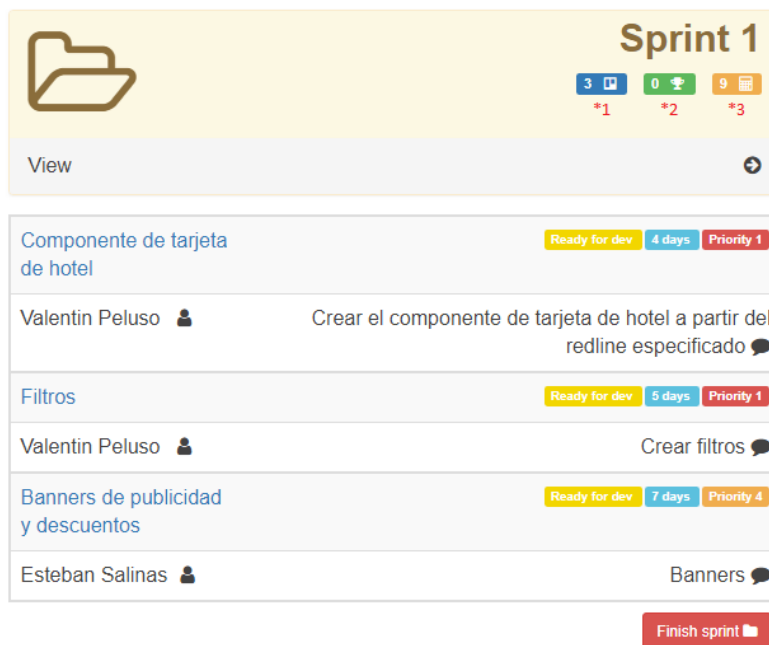 Sprint 1
3 0 9
*1 *2 *3
View
Componente de tarjeta Ready for dev 4 days Priority 1
de hotel
Valentin Peluso Crear el componente de tarjeta de hotel a partir del
redline especificado
Filtros Ready for dev 5 days Priority 1
Valentin Peluso Crear filtros
Banners de publicidad Ready for dev 7 days Priority 4
y descuentos
Esteban Salinas Banners
Finish sprint